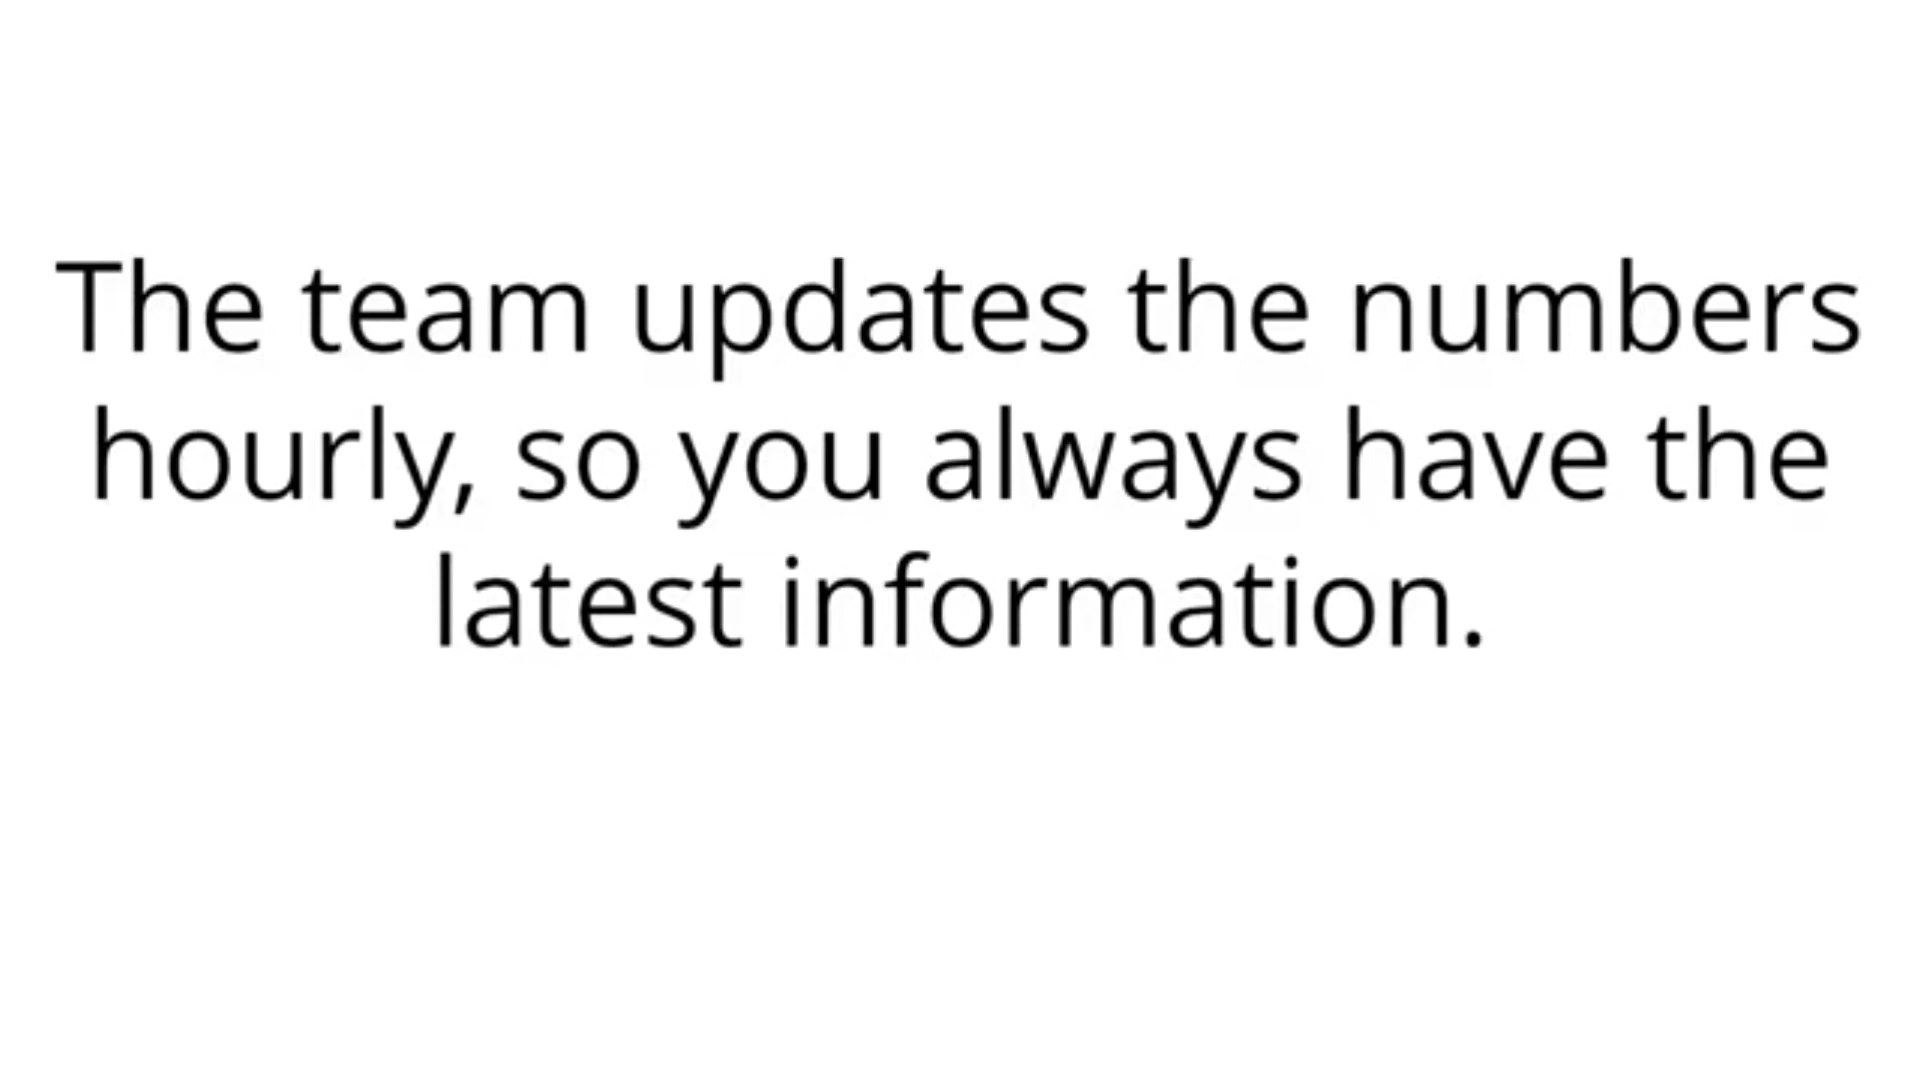 The team updates the numbers
hourly, so you always have the
latest information.